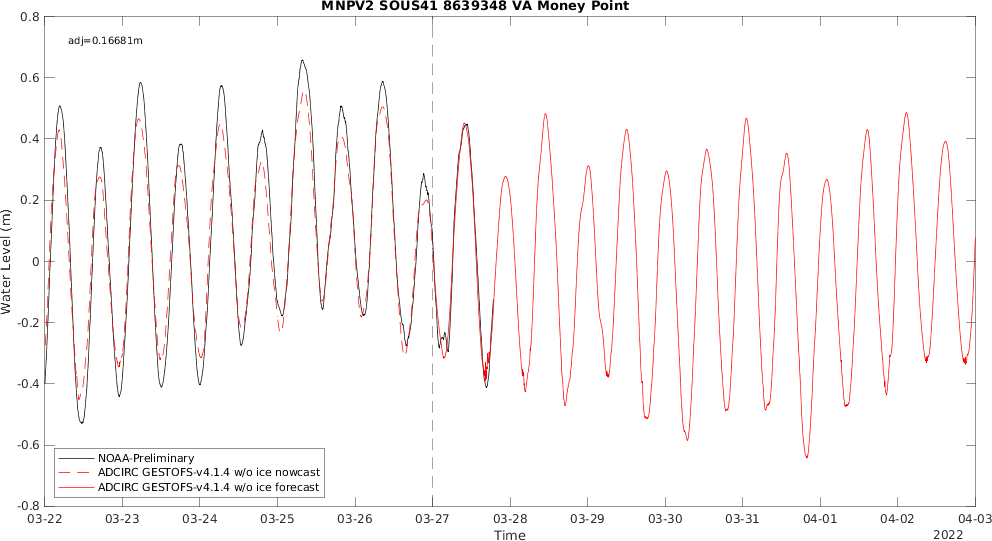 MNPV2 SOUS41 8639348 VA Money Point
adj=0.16681m
0.8
0.6
0.4
0.2
0
-0.2
-0.4
-0.6
-0.8
Water Level (m)
NOAA-Preliminary
ADCIRC GESTOFS-v4.1.4 w/o ice nowcast
ADCIRC GESTOFS-v4.1.4 w/o ice forecast
03-22 03-23 03-24 03-25 03-26 03-27 03-28 03-29 03-30 03-31 04-01 04-02 04-03
Time
2022